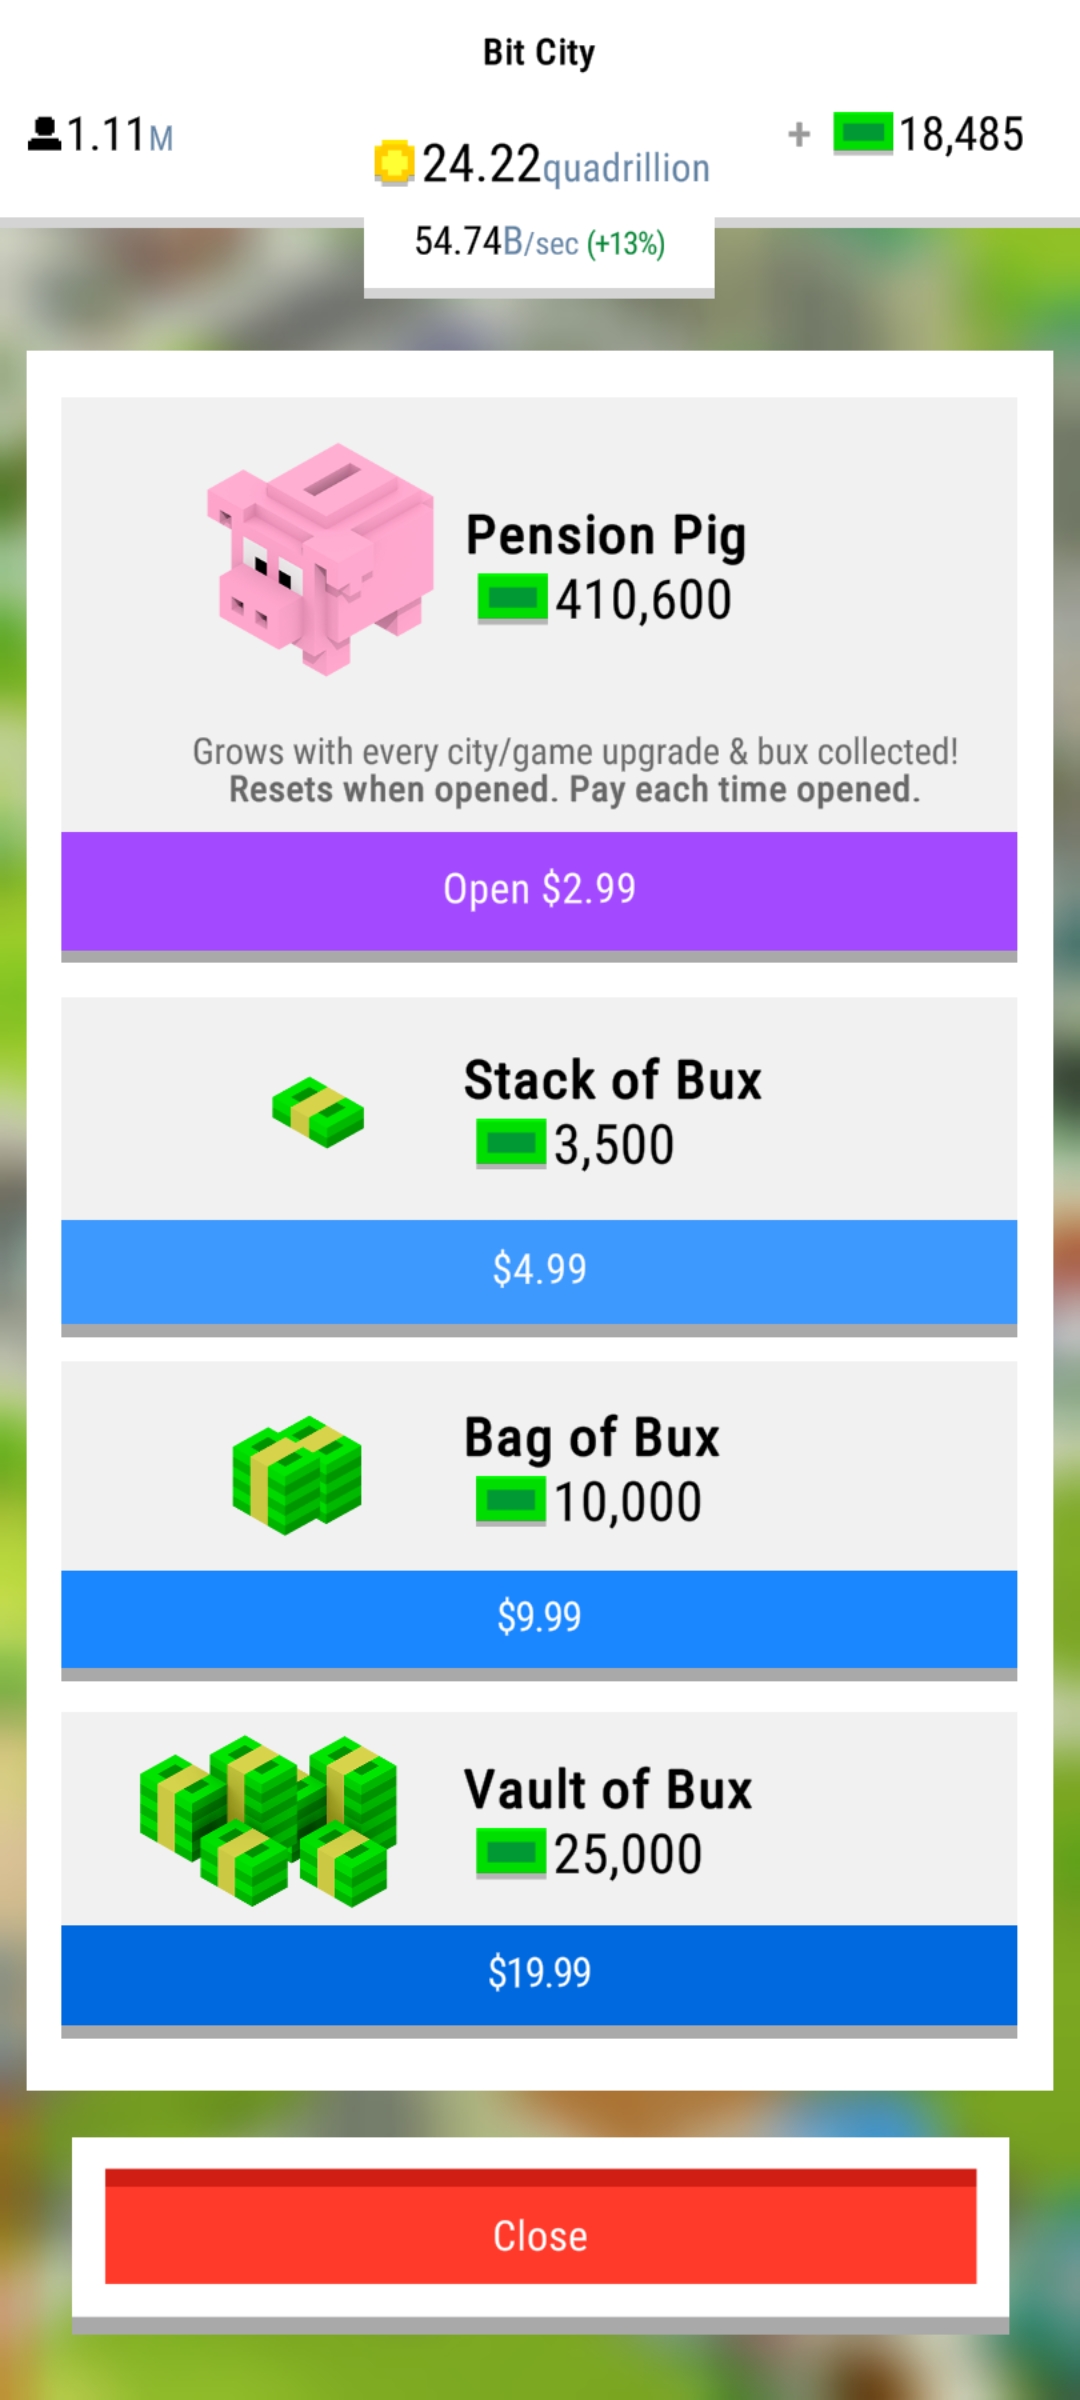 Bit City
1.11M
24.22quadrillion
+ 18,485
54.74B/sec (+13%)
Pension Pig
410,600
Grows with every city/game upgrade & bux collected!
Resets when opened. Pay each time opened.
Open $2.99
Stack of Bux
3,500
$4.99
Bag of Bux
10,000
$9.99
Vault of Bux
25,000
$19.99
Close